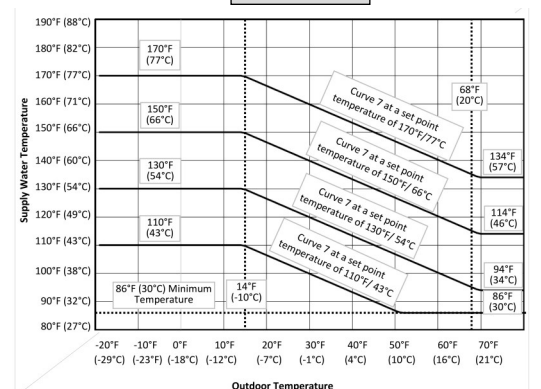 190°F (88°C)
180°F (82°C)
170°F (77°C)
160°F (71°C)
150°F (66°C)
140°F (60°C)
130°F (54°C)
120°F (49°C)
110°F (43°C)
100°F (38°C)
90°F (32°C)
80°F (27°C)
Supply Water Temperature
170°F
(77°C)
150°F
(66°C)
130°F
(54°C)
110°F
(43°C)
86°F (30°C) Minimum
Temperature
14°F
(-10°C)
Curve 7 at a set point
temperature of 170°F/77°C
Curve 7 at a set point
temperature of 150°F/ 66°C
Curve 7 at a set point
temperature of 130°F/ 54°C
Curve 7 at a set point
temperature of 110°F/ 43°C
68°F
(20°C)
134°F
(57°C)
114°F
(46°C)
94°F
(34°C)
86°F
(30°C)
-20°F -10°F 0°F 10°F 20°F 30°F 40°F 50°F 60°F 70°F
(-29°C) (-23°F) (-18°C) (-12°C) (-7°C) (-1°C) (4°C) (10°C) (16°C) (21°C)
Outdoor Temperature